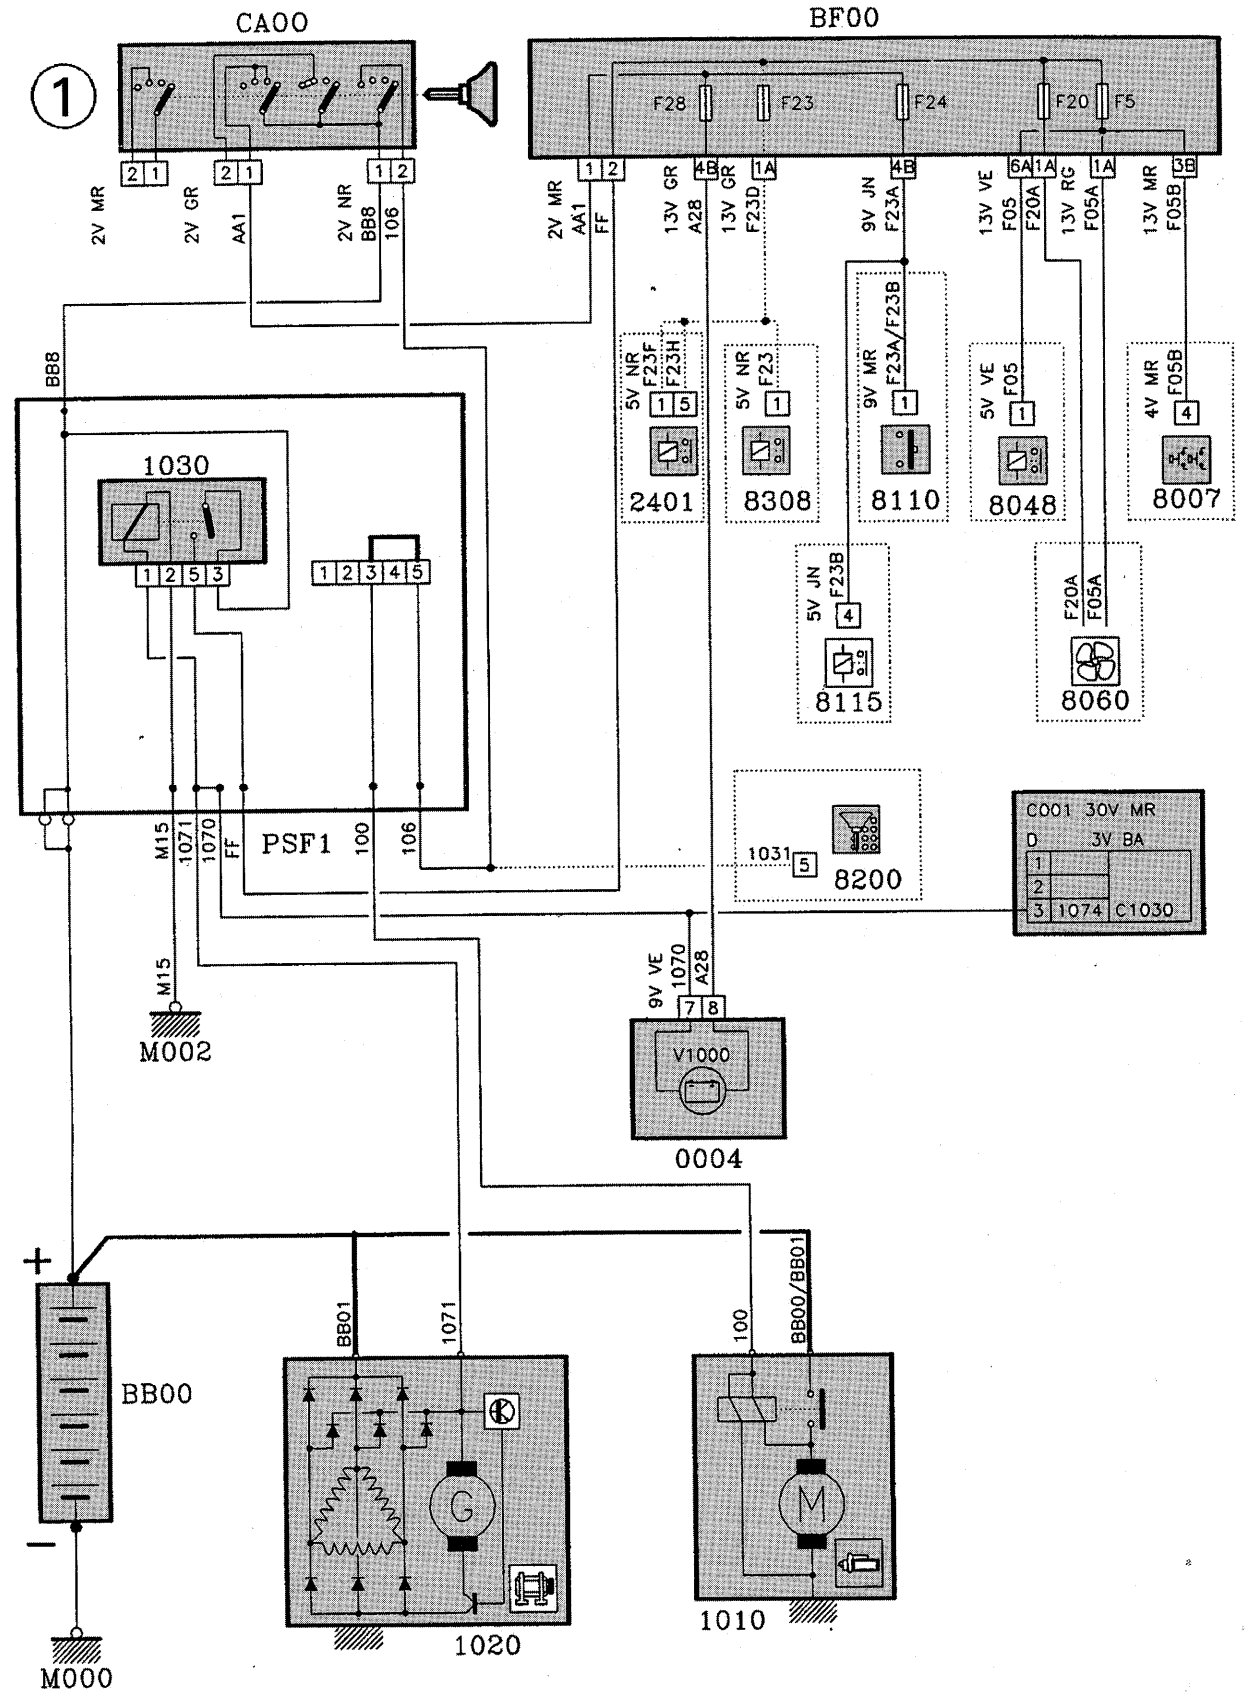 CA00
BF00
1
F28
F23
F24
F20
F5
2 1
2 1
1 2
1 2
4B
1A
4B
6A 1A
1A
3B
2V MR
2V GR
AA1
2V NR
BB8
106
2V MR
AA1
FF
13V GR
A28
13V GR
F23D
9V JN
F23A
13V VE
F05
F20A
13V RG
F05A
13V MR
F05B
BB8
5V NR
F23F
F23H
1 5
2401
5V NR
F23
1
8308
9V MR
F23A/F23B
1
8110
5V VE
F05
1
8048
4V MR
F05B
4
8007
1030
1 2 5 3
1 2 3 4 5
5V JN
F23B
4
8115
F20A
F05A
8060
M15
1071
1070
FF
PSF1
100
106
1031
5
8200
C001 30V MR
D 3V BA
1
2
3 1074 C1030
M15
M002
9V VE
1070
A28
7 8
V1000
0004
+
BB00
−
M000
BB01
1071
G
1020
100
BB00/BB01
M
1010